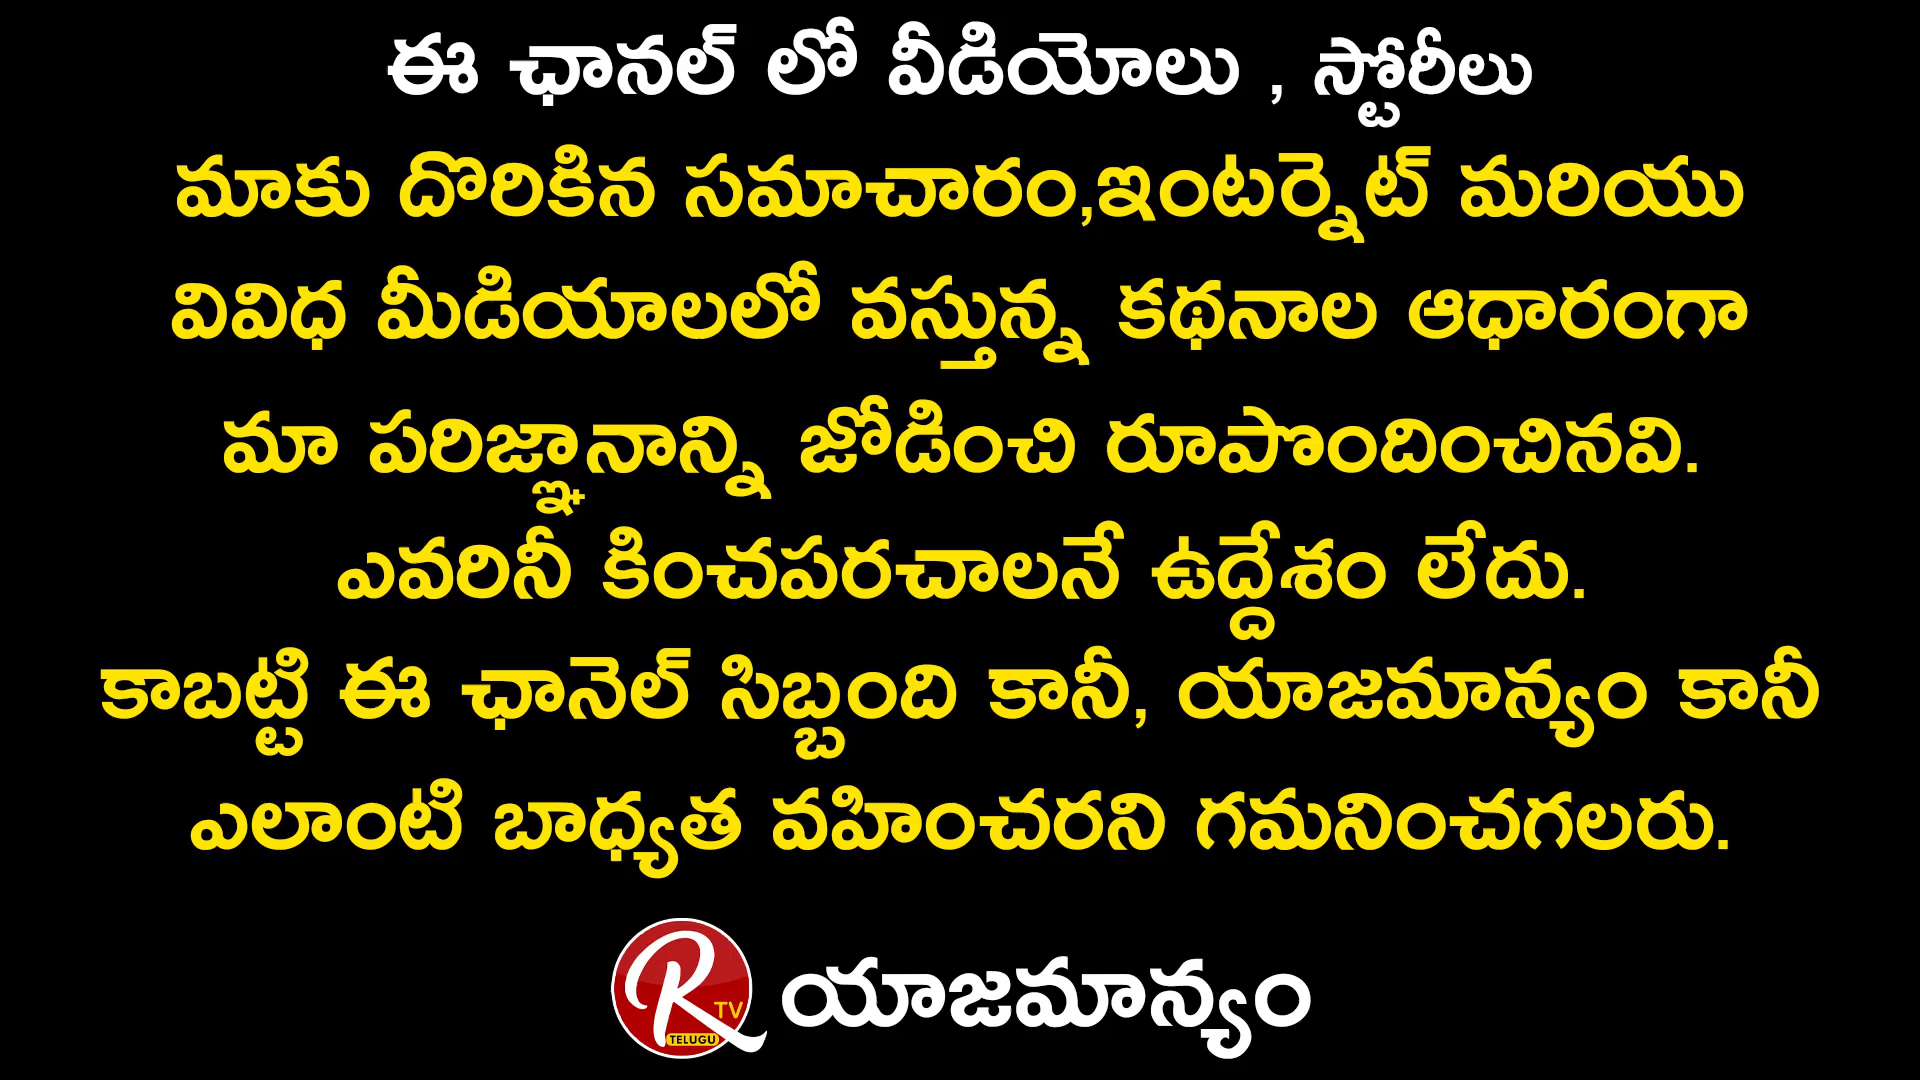 ఈ ఛానల్ లో వీడియోలు , స్టోరీలు
మాకు దొరికిన సమాచారం,ఇంటర్నెట్ మరియు
వివిధ మీడియాలలో వస్తున్న కథనాల ఆధారంగా
మా పరిజ్ఞానాన్ని జోడించి రూపొందించినవి.
ఎవరినీ కించపరచాలనే ఉద్దేశం లేదు.
కాబట్టి ఈ ఛానెల్ సిబ్బంది కానీ, యాజమాన్యం కానీ
ఎలాంటి బాధ్యత వహించరని గమనించగలరు.
R TV TELUGU యాజమాన్యం